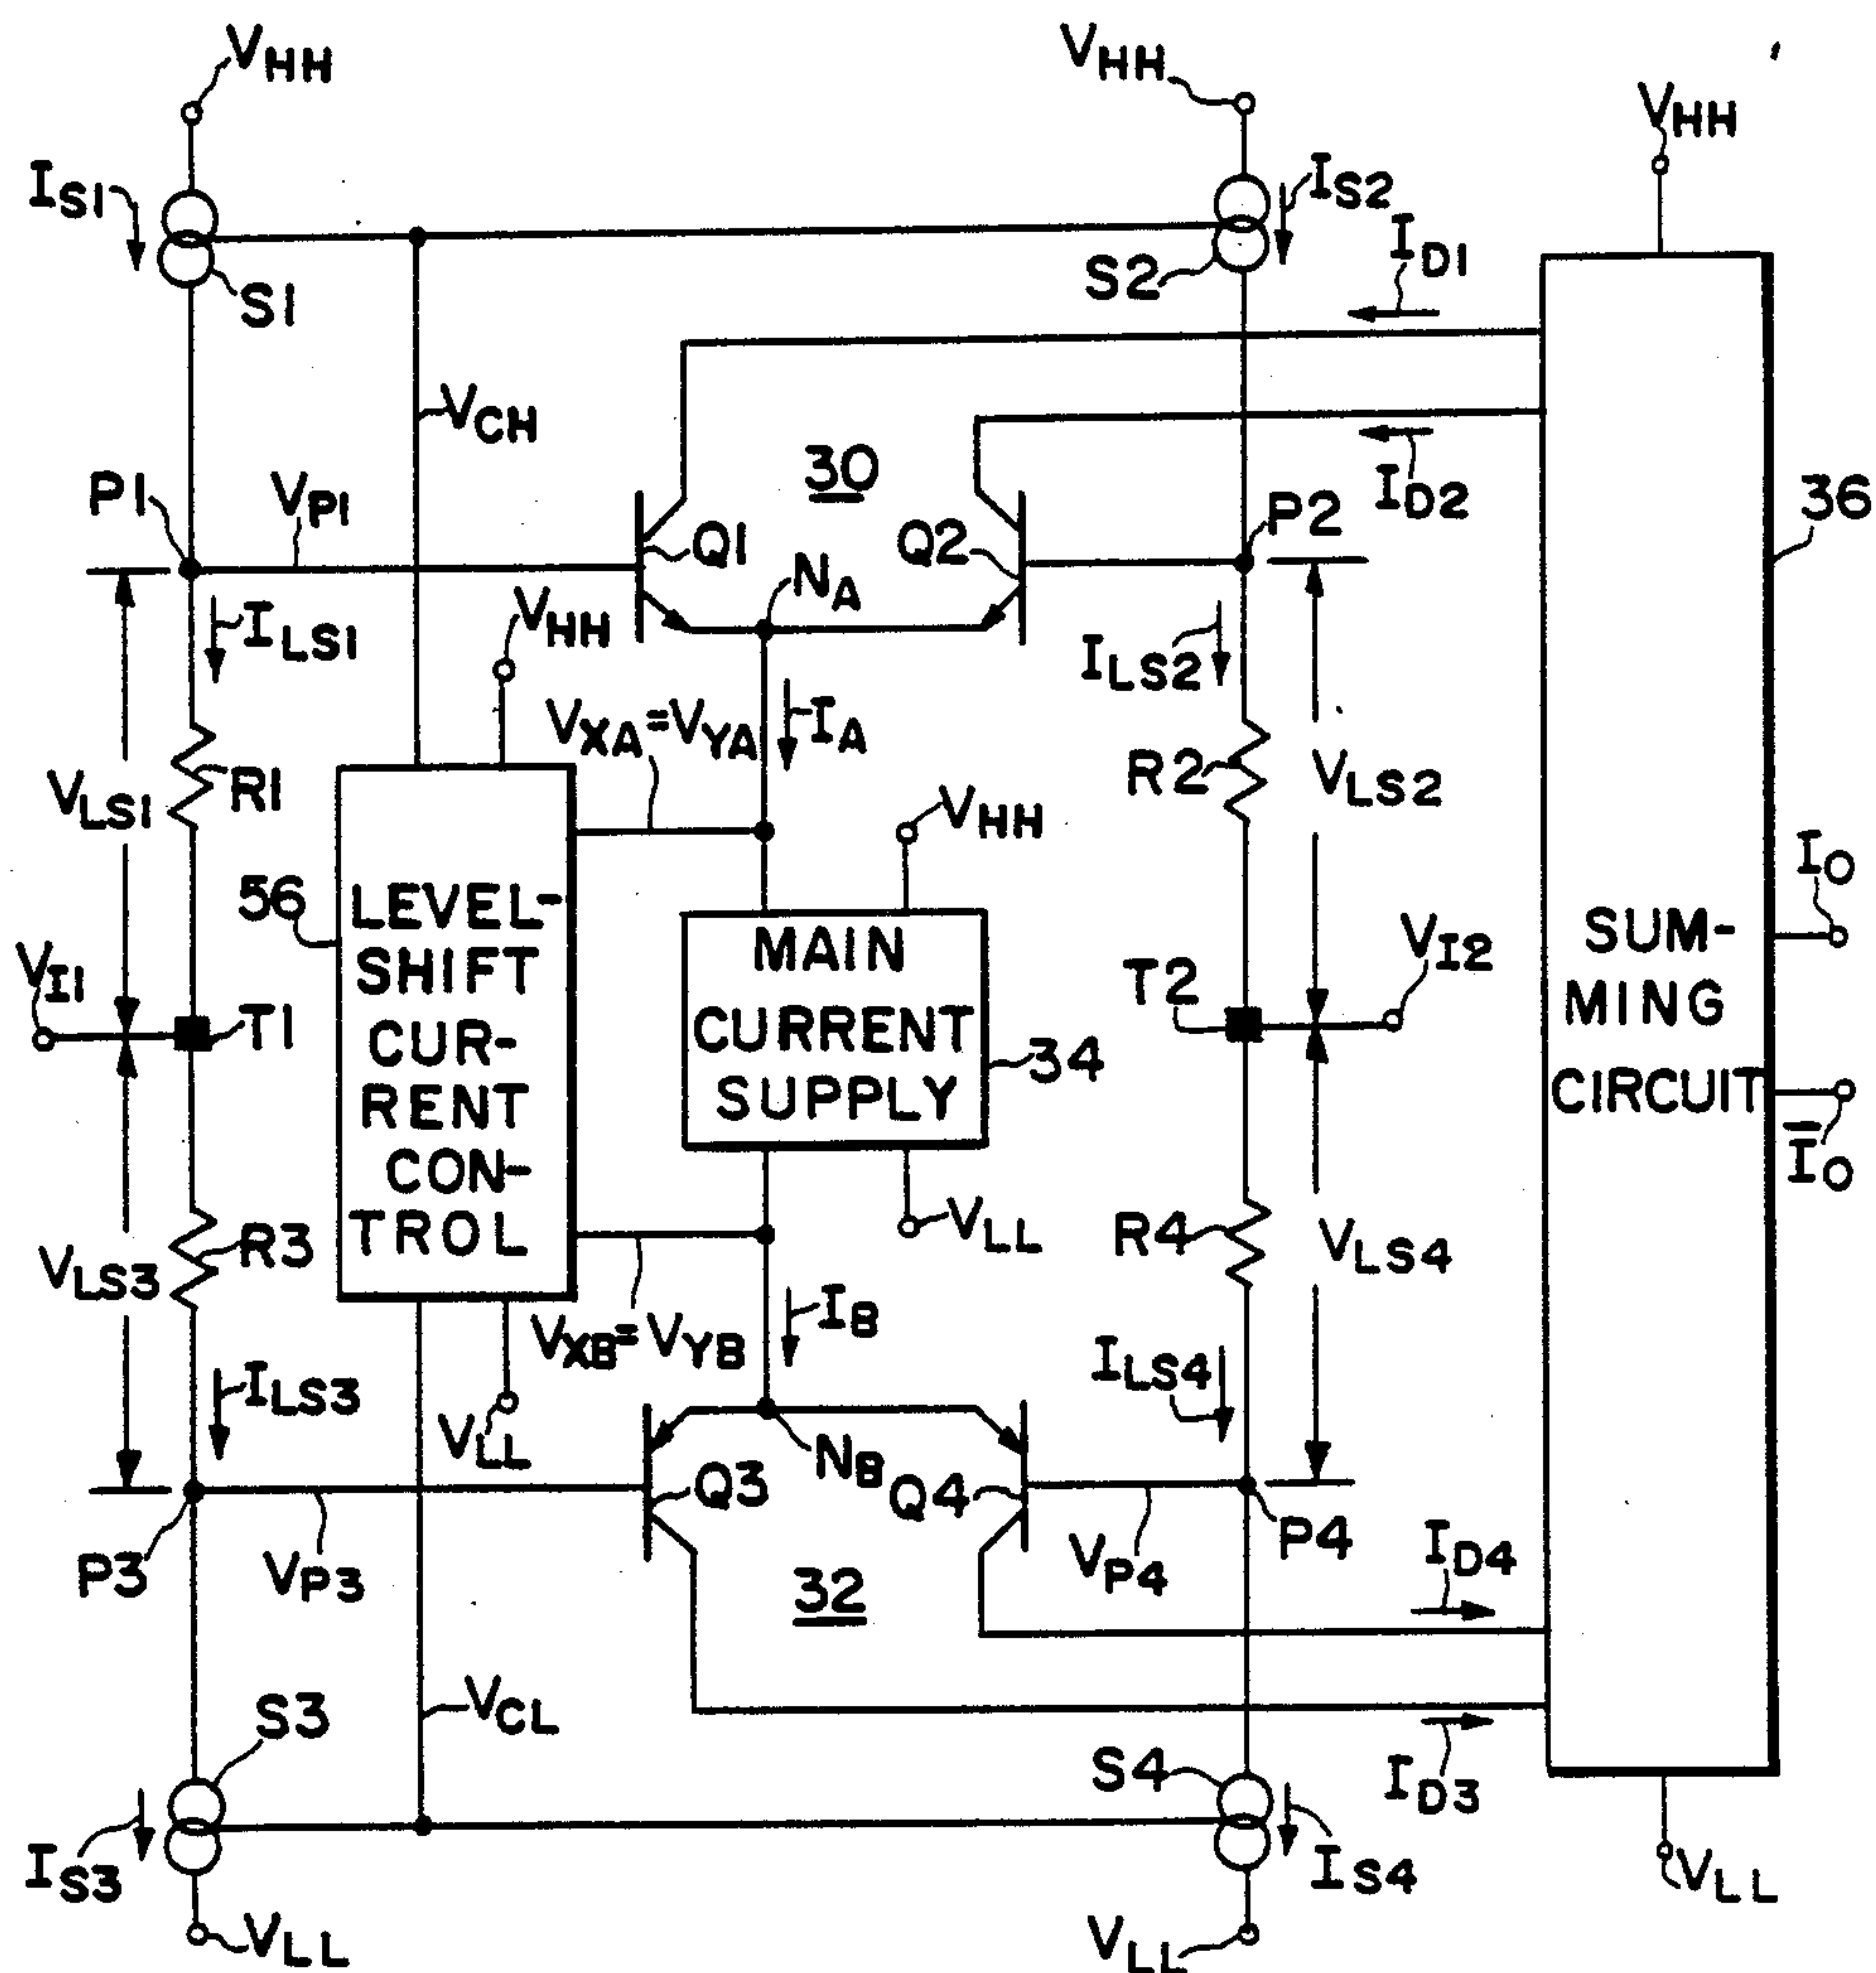 VHH
VHH
VHH
IS1
IS2
ID1
S1
S2
VCH
30
ID2
P1
VP1
Q1
Q2
P2
36
NA
ILS1
VHH
ILS2
VXA=VYA
IA
R1
R2
VLS1
VLS2
VHH
IO
56
LEVEL-
SHIFT
CUR-
RENT
CON-
TROL
MAIN
CURRENT
SUPPLY
SUM-
MING
CIRCUIT
VI1
T1
T2
VI2
34
IO
R3
VLL
R4
VLS3
VLS4
VXB=VYB
IB
ILS3
ILS4
VLL
NB
Q3
Q4
P3
VP3
32
VP4
P4
ID4
S3
VCL
S4
ID3
IS3
IS4
VLL
VLL
VLL